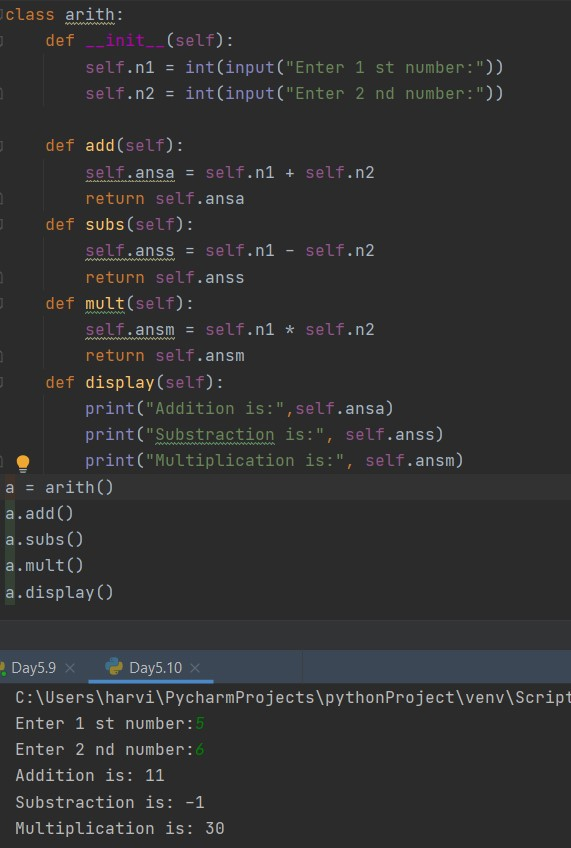 class arith:
    def __init__(self):
        self.n1 = int(input("Enter 1 st number:"))
        self.n2 = int(input("Enter 2 nd number:"))
    def add(self):
        self.ansa = self.n1 + self.n2
        return self.ansa
    def subs(self):
        self.anss = self.n1 - self.n2
        return self.anss
    def mult(self):
        self.ansm = self.n1 * self.n2
        return self.ansm
    def display(self):
        print("Addition is:",self.ansa)
        print("Substraction is:", self.anss)
        print("Multiplication is:", self.ansm)
a = arith()
a.add()
a.subs()
a.mult()
a.display()
Day5.9 × Day5.10 ×
C:\Users\harvi\PycharmProjects\pythonProject\venv\Script
Enter 1 st number:5
Enter 2 nd number:6
Addition is: 11
Substraction is: -1
Multiplication is: 30